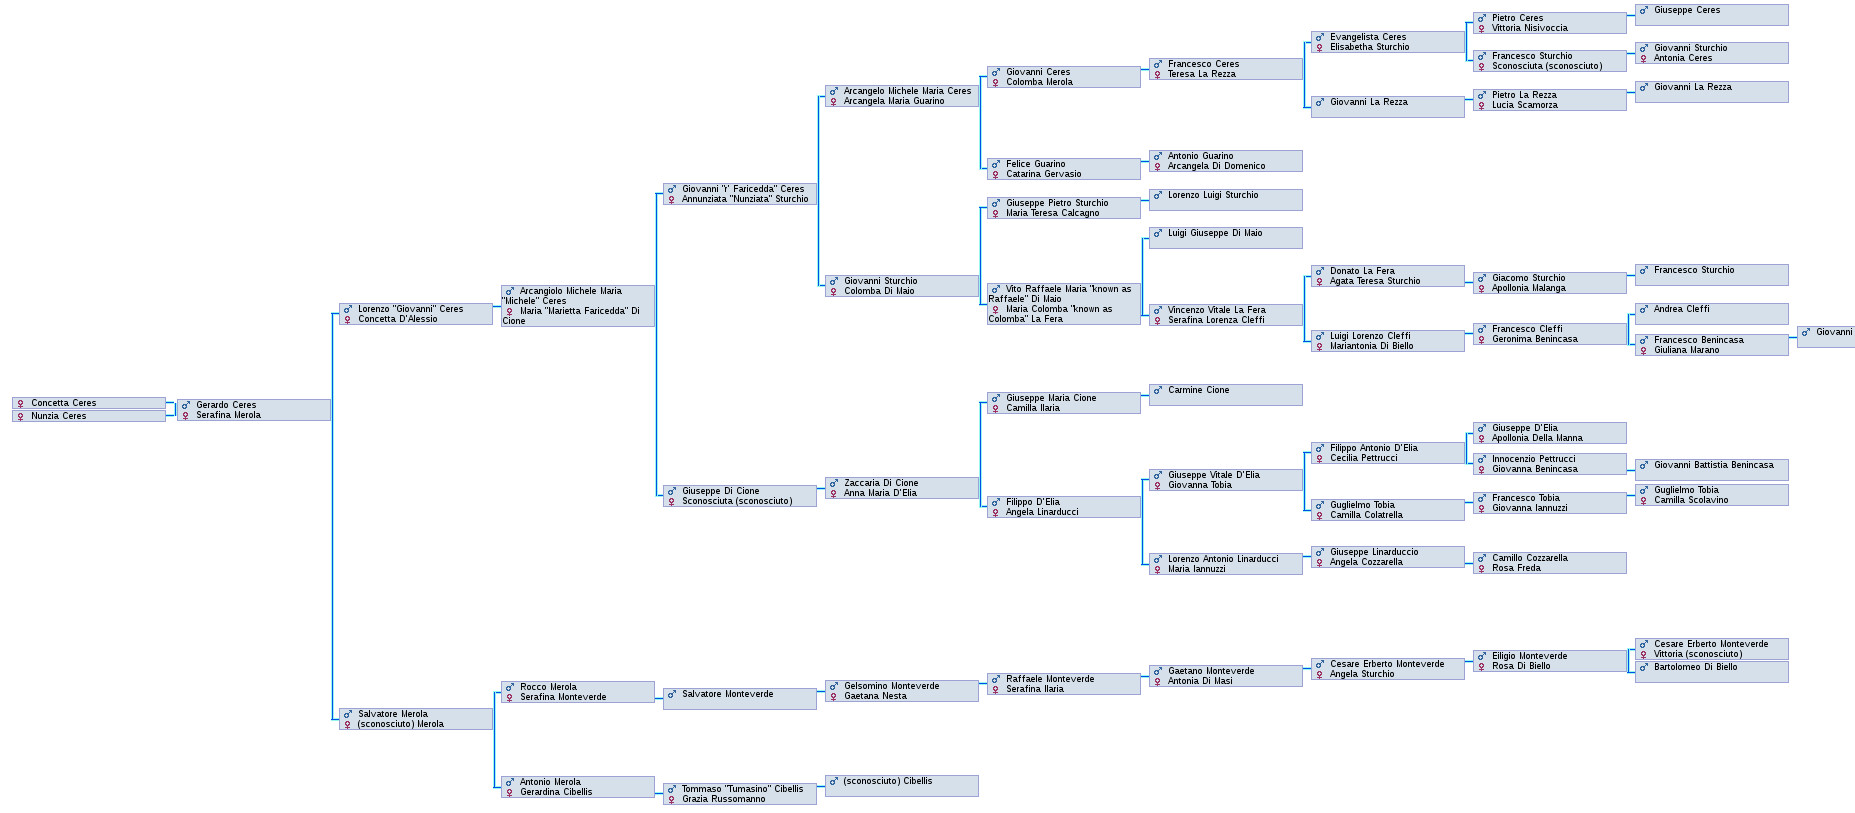 Concetta Ceres
Nunzia Ceres
Gerardo Ceres
Serafina Merola
Lorenzo "Giovanni" Ceres
Concetta D'Alessio
Salvatore Merola
(sconosciuto) Merola
Arcangiolo Michele Maria
"Michele" Ceres
Maria "Marietta Faricedda" Di
Cione
Rocco Merola
Serafina Monteverde
Antonio Merola
Gerardina Cibellis
Giovanni "r' Faricedda" Ceres
Annunziata "Nunziata" Sturchio
Giuseppe Di Cione
Sconosciuta (sconosciuto)
Salvatore Monteverde
Tommaso "Tumasino" Cibellis
Grazia Russomanno
Arcangelo Michele Maria Ceres
Arcangela Maria Guarino
Giovanni Sturchio
Colomba Di Maio
Zaccaria Di Cione
Anna Maria D'Elia
Gelsomino Monteverde
Gaetana Nesta
(sconosciuto) Cibellis
Giovanni Ceres
Colomba Merola
Felice Guarino
Catarina Gervasio
Giuseppe Pietro Sturchio
Maria Teresa Calcagno
Vito Raffaele Maria "known as
Raffaele" Di Maio
Maria Colomba "known as
Colomba" La Fera
Giuseppe Maria Cione
Camilla Ilaria
Filippo D'Elia
Angela Linarducci
Raffaele Monteverde
Serafina Ilaria
Francesco Ceres
Teresa La Rezza
Antonio Guarino
Arcangela Di Domenico
Lorenzo Luigi Sturchio
Luigi Giuseppe Di Maio
Vincenzo Vitale La Fera
Serafina Lorenza Cleffi
Carmine Cione
Giuseppe Vitale D'Elia
Giovanna Tobia
Lorenzo Antonio Linarducci
Maria Iannuzzi
Gaetano Monteverde
Antonia Di Masi
Evangelista Ceres
Elisabetha Sturchio
Giovanni La Rezza
Donato La Fera
Agata Teresa Sturchio
Luigi Lorenzo Cleffi
Mariantonia Di Biello
Filippo Antonio D'Elia
Cecilia Pettrucci
Guglielmo Tobia
Camilla Colatrella
Giuseppe Linarduccio
Angela Cozzarella
Cesare Erberto Monteverde
Angela Sturchio
Pietro Ceres
Vittoria Nisivoccia
Francesco Sturchio
Sconosciuta (sconosciuto)
Pietro La Rezza
Lucia Scamorza
Giacomo Sturchio
Apollonia Malanga
Francesco Cleffi
Geronima Benincasa
Giuseppe D'Elia
Apollonia Della Manna
Innocenzio Pettrucci
Giovanna Benincasa
Francesco Tobia
Giovanna Iannuzzi
Camillo Cozzarella
Rosa Freda
Eiligio Monteverde
Rosa Di Biello
Giuseppe Ceres
Giovanni Sturchio
Antonia Ceres
Giovanni La Rezza
Francesco Sturchio
Andrea Cleffi
Francesco Benincasa
Giuliana Marano
Giovanni Battistia Benincasa
Guglielmo Tobia
Camilla Scolavino
Cesare Erberto Monteverde
Vittoria (sconosciuto)
Bartolomeo Di Biello
Giovanni